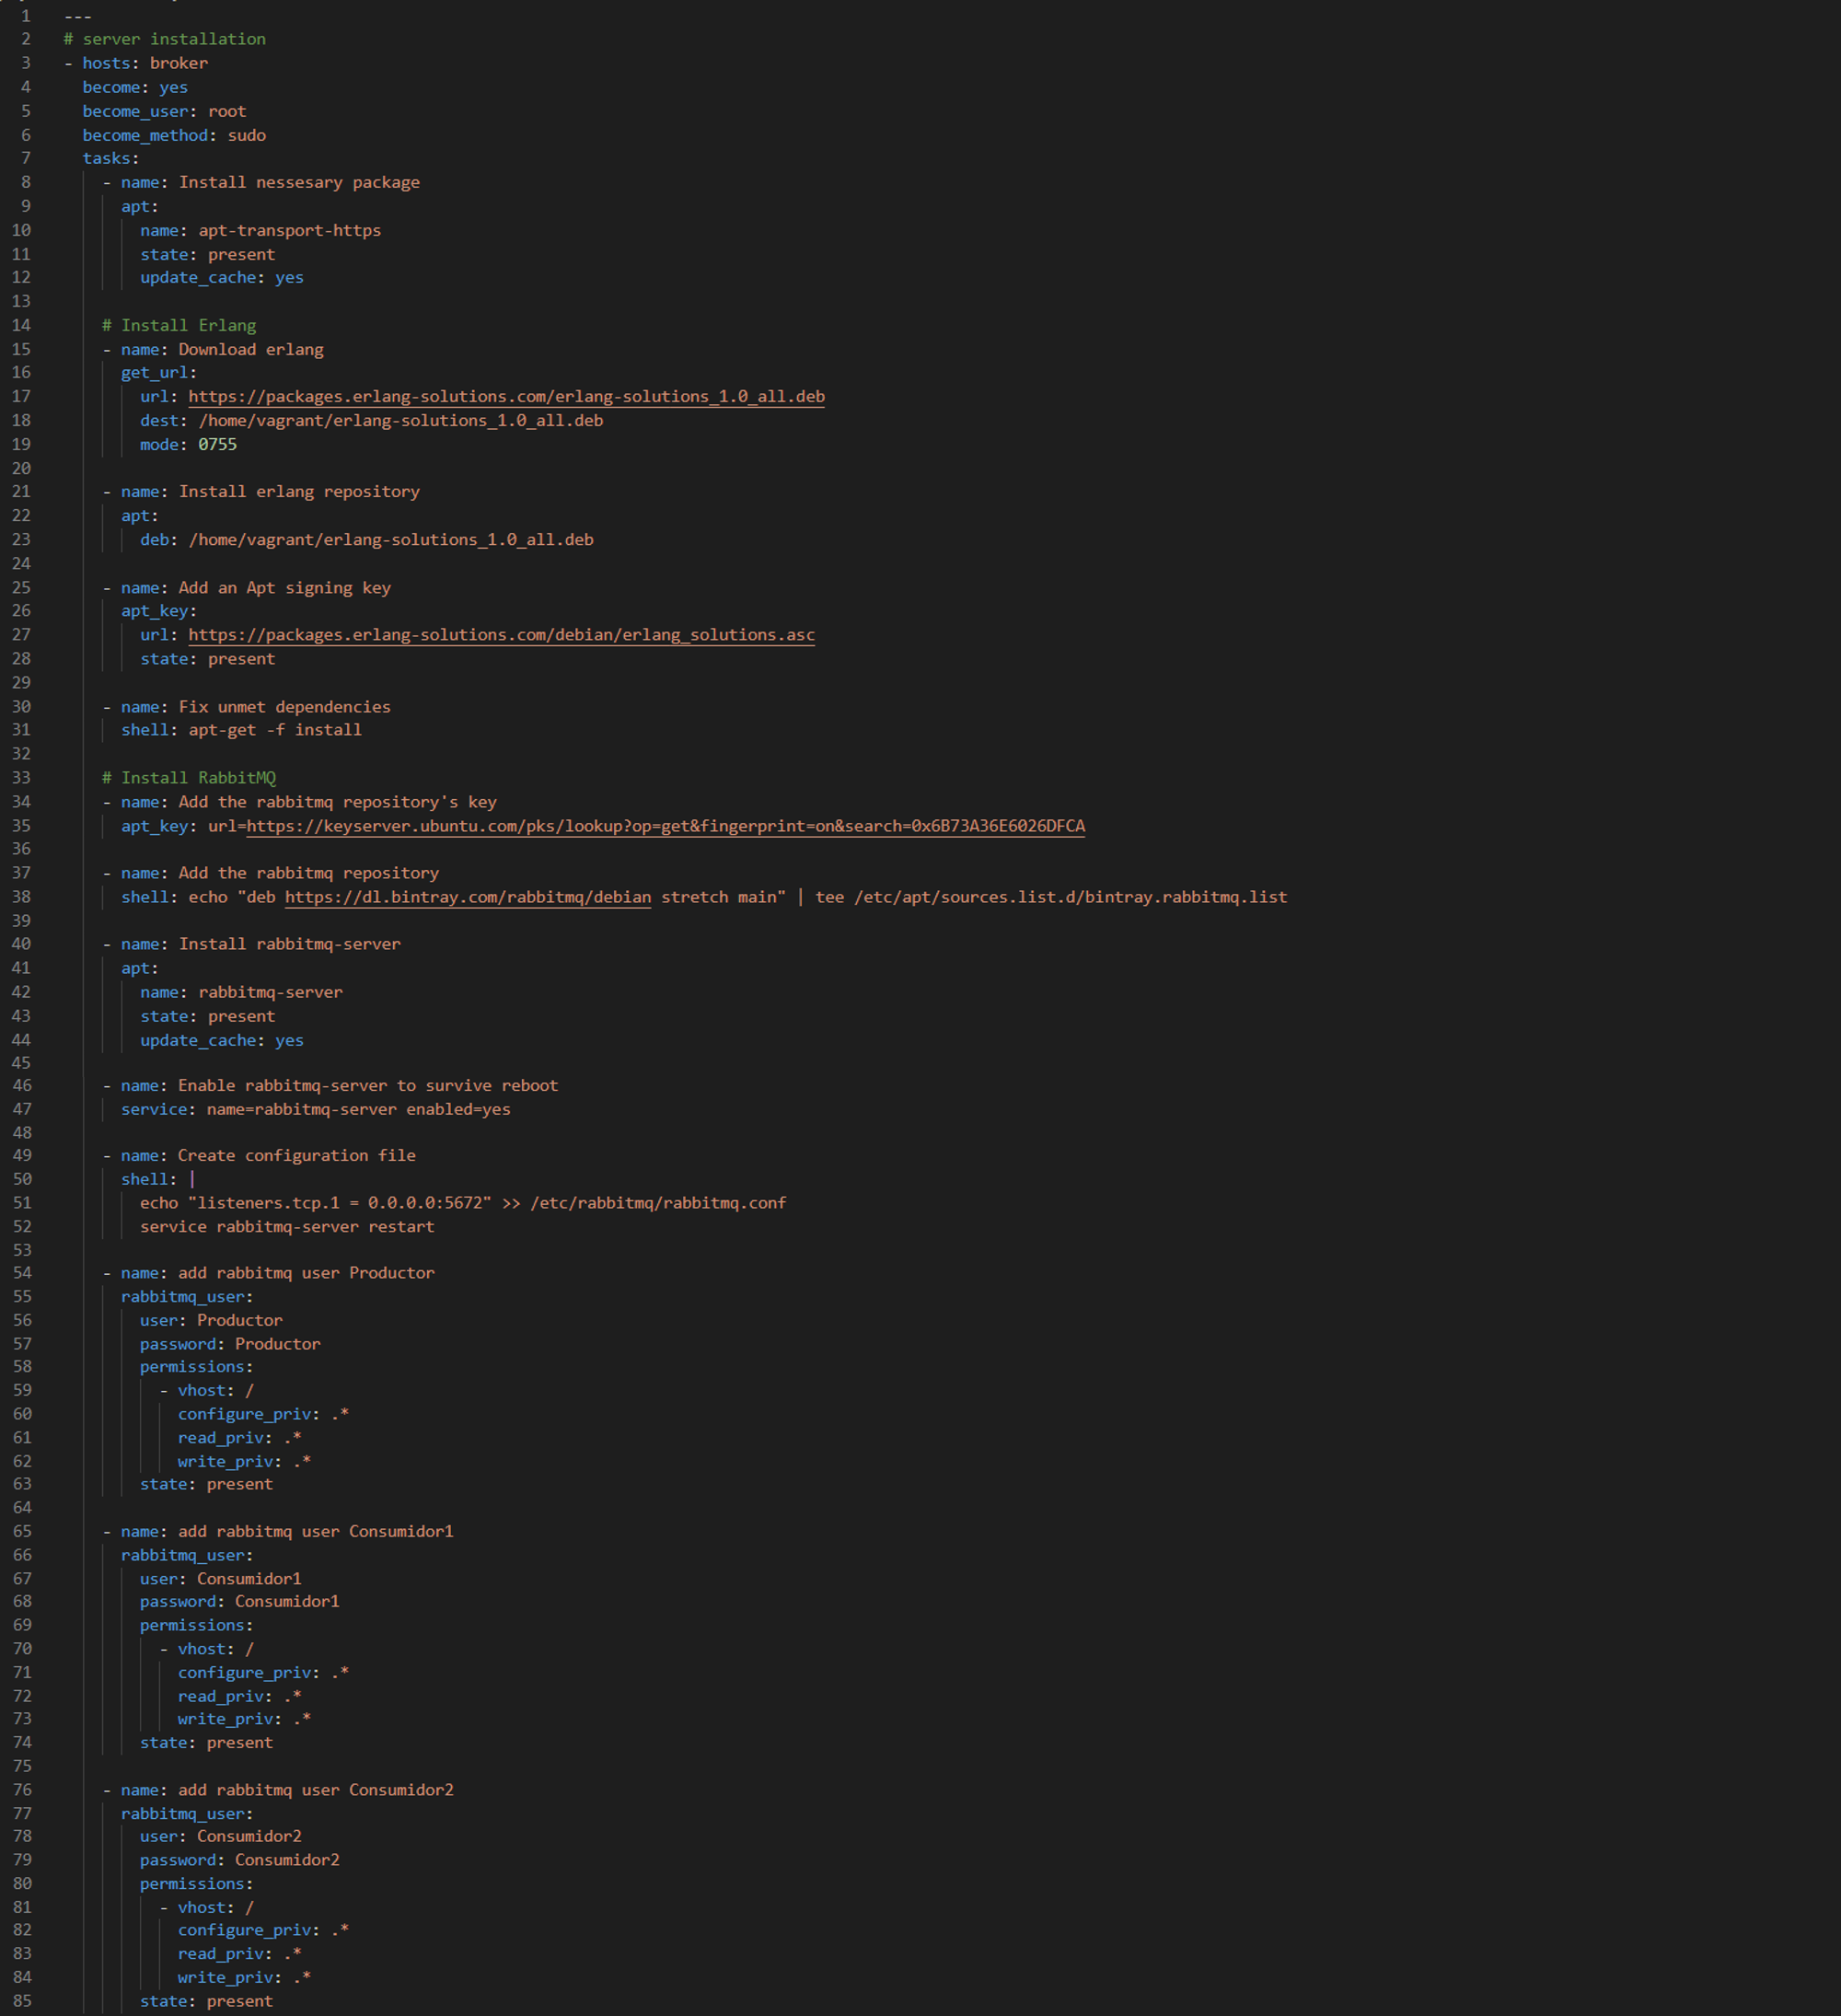 1 ---
2 # server installation
3 - hosts: broker
4   become: yes
5   become_user: root
6   become_method: sudo
7   tasks:
8     - name: Install nessesary package
9       apt:
10         name: apt-transport-https
11         state: present
12         update_cache: yes
13
14     # Install Erlang
15     - name: Download erlang
16       get_url:
17         url: https://packages.erlang-solutions.com/erlang-solutions_1.0_all.deb
18         dest: /home/vagrant/erlang-solutions_1.0_all.deb
19         mode: 0755
20
21     - name: Install erlang repository
22       apt:
23         deb: /home/vagrant/erlang-solutions_1.0_all.deb
24
25     - name: Add an Apt signing key
26       apt_key:
27         url: https://packages.erlang-solutions.com/debian/erlang_solutions.asc
28         state: present
29
30     - name: Fix unmet dependencies
31       shell: apt-get -f install
32
33     # Install RabbitMQ
34     - name: Add the rabbitmq repository's key
35       apt_key: url=https://keyserver.ubuntu.com/pks/lookup?op=get&fingerprint=on&search=0x6B73A36E6026DFCA
36
37     - name: Add the rabbitmq repository
38       shell: echo "deb https://dl.bintray.com/rabbitmq/debian stretch main" | tee /etc/apt/sources.list.d/bintray.rabbitmq.list
39
40     - name: Install rabbitmq-server
41       apt:
42         name: rabbitmq-server
43         state: present
44         update_cache: yes
45
46     - name: Enable rabbitmq-server to survive reboot
47       service: name=rabbitmq-server enabled=yes
48
49     - name: Create configuration file
50       shell: |
51         echo "listeners.tcp.1 = 0.0.0.0:5672" >> /etc/rabbitmq/rabbitmq.conf
52         service rabbitmq-server restart
53
54     - name: add rabbitmq user Productor
55       rabbitmq_user:
56         user: Productor
57         password: Productor
58         permissions:
59           - vhost: /
60             configure_priv: .*
61             read_priv: .*
62             write_priv: .*
63         state: present
64
65     - name: add rabbitmq user Consumidor1
66       rabbitmq_user:
67         user: Consumidor1
68         password: Consumidor1
69         permissions:
70           - vhost: /
71             configure_priv: .*
72             read_priv: .*
73             write_priv: .*
74         state: present
75
76     - name: add rabbitmq user Consumidor2
77       rabbitmq_user:
78         user: Consumidor2
79         password: Consumidor2
80         permissions:
81           - vhost: /
82             configure_priv: .*
83             read_priv: .*
84             write_priv: .*
85         state: present